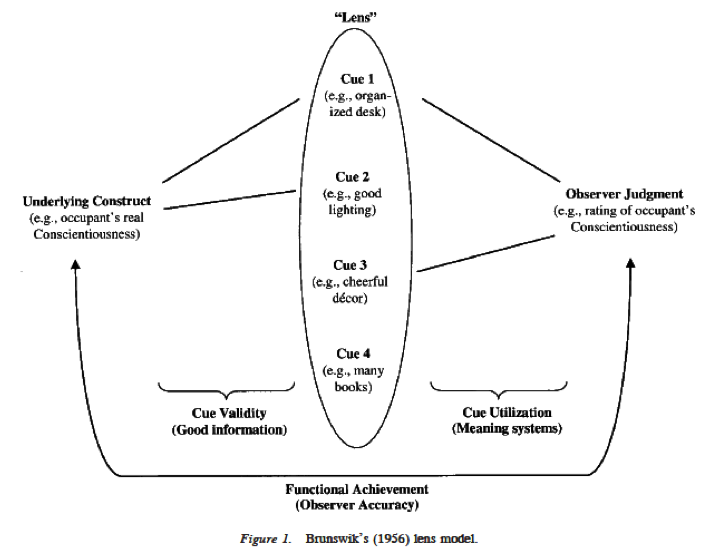 “Lens”
Cue 1
(e.g., organ-
ized desk)
Cue 2
(e.g., good
lighting)
Underlying Construct
(e.g., occupant’s real
Conscientiousness)
Observer Judgment
(e.g., rating of occupant’s
Conscientiousness)
Cue 3
(e.g., cheerful
décor)
Cue 4
(e.g., many
books)
Cue Validity
(Good information)
Cue Utilization
(Meaning systems)
Functional Achievement
(Observer Accuracy)
Figure 1. Brunswik’s (1956) lens model.